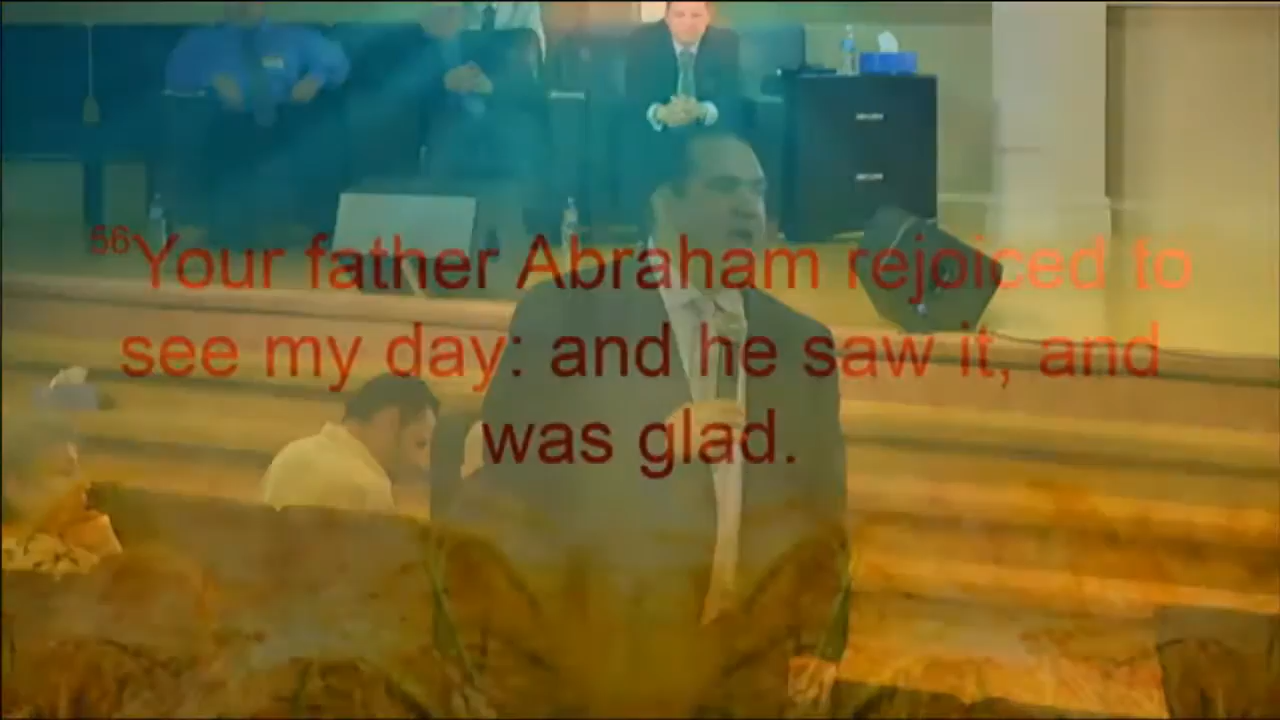 56Your father Abraham rejoiced to
see my day: and he saw it, and
was glad.